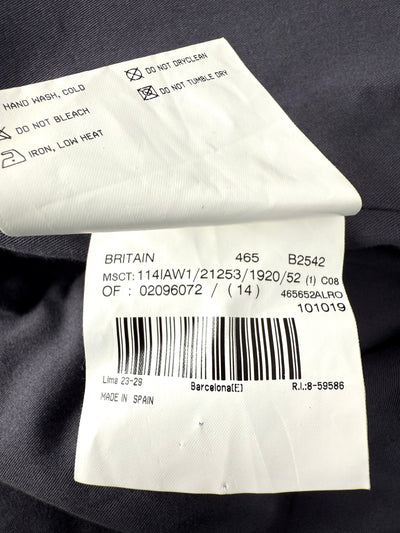 DO NOT DRYCLEAN
DO NOT TUMBLE DRY
HAND WASH, COLD
DO NOT BLEACH
IRON, LOW HEAT
BRITAIN 465 B2542
MSCT: 114IAW1/21253/1920/52 (1) C08
OF : 02096072 / (14) 465652ALRO
101019
Lima 23-29 Barcelona(E) R.I.:8-59586
MADE IN SPAIN